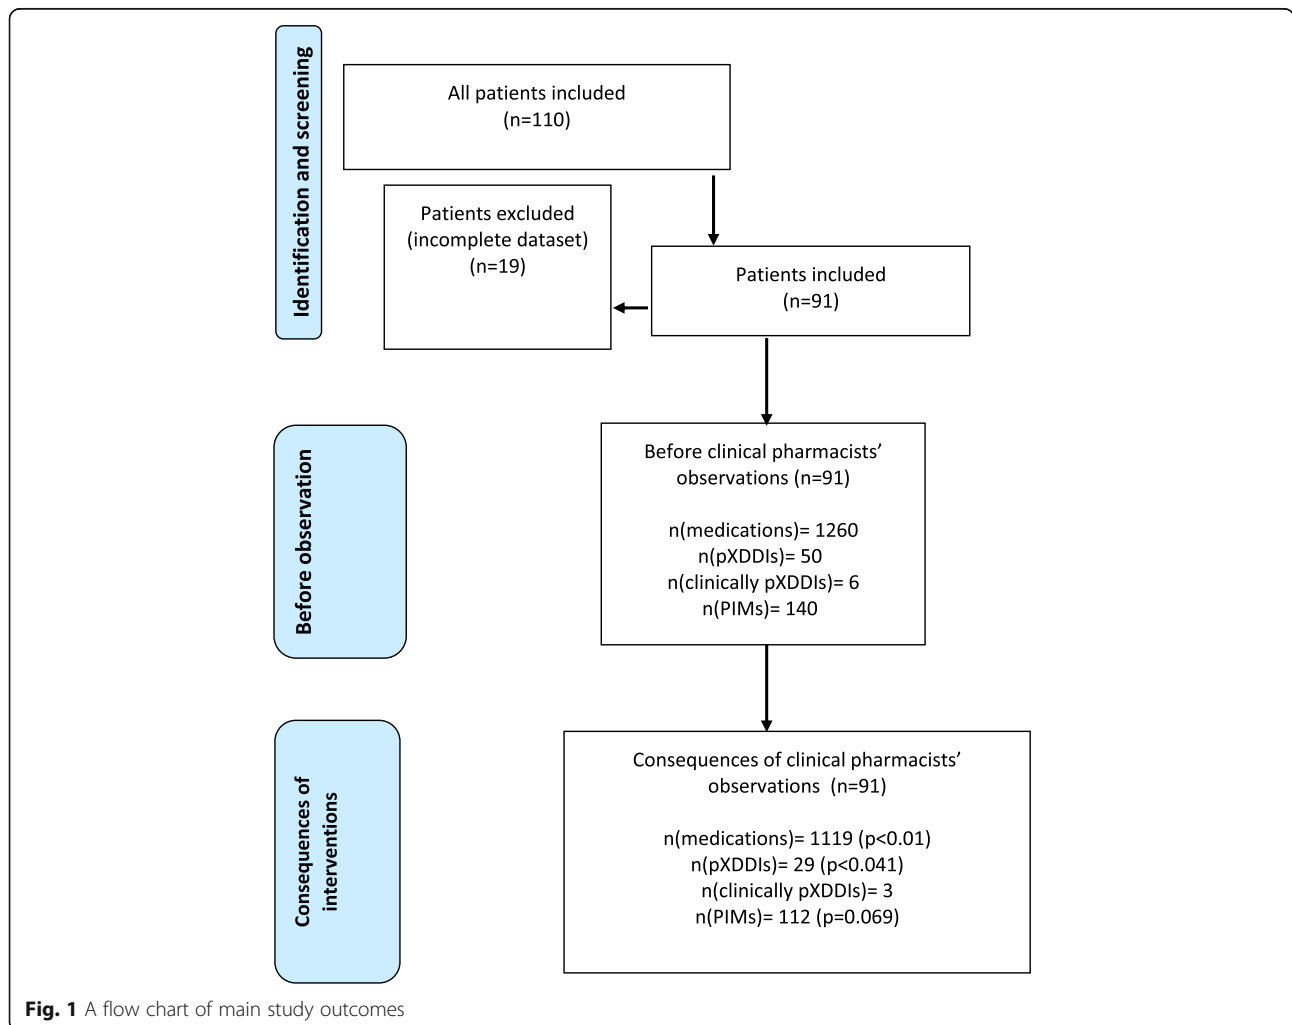 Identification and screening
All patients included
(n=110)
Patients excluded
(incomplete dataset)
(n=19)
Patients included
(n=91)
Before observation
Before clinical pharmacists’
observations (n=91)
n(medications)= 1260
n(pXDDIs)= 50
n(clinically pXDDIs)= 6
n(PIMs)= 140
Consequences of
interventions
Consequences of clinical pharmacists’
observations (n=91)
n(medications)= 1119 (p<0.01)
n(pXDDIs)= 29 (p<0.041)
n(clinically pXDDIs)= 3
n(PIMs)= 112 (p=0.069)
Fig. 1 A flow chart of main study outcomes